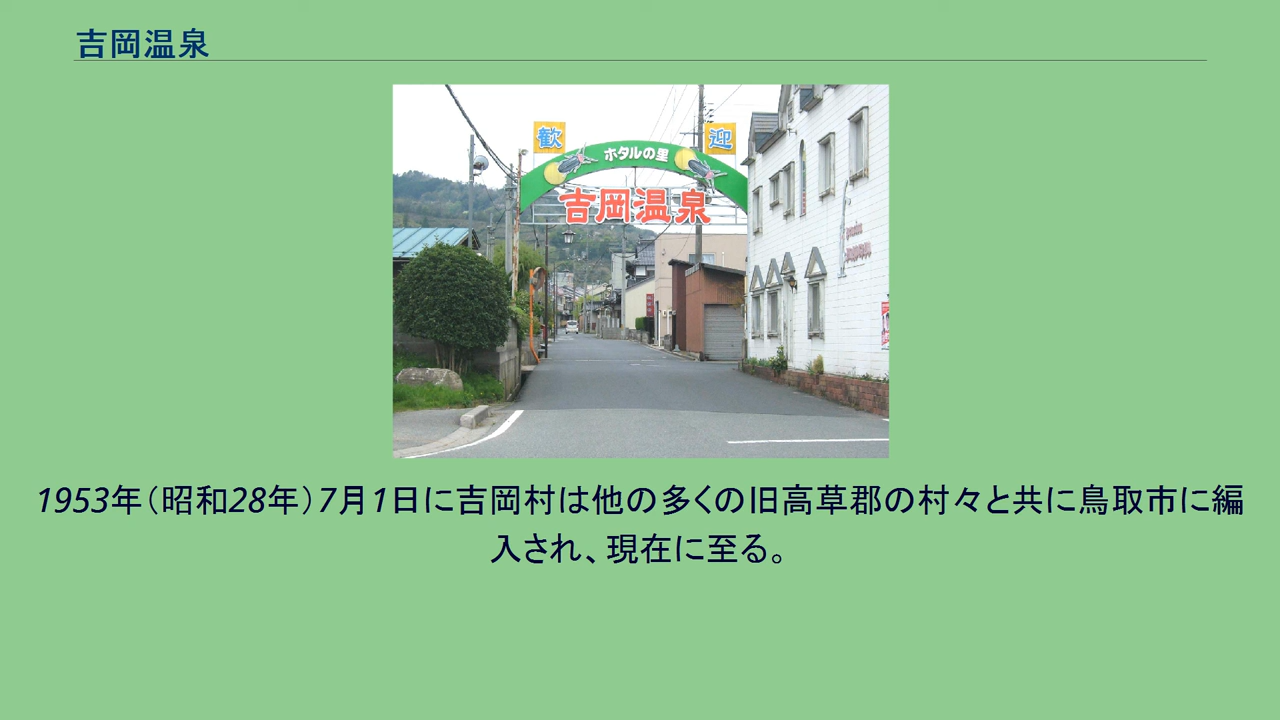 吉岡温泉
歓
迎
ホタルの里
吉岡温泉
1953年（昭和28年）7月1日に吉岡村は他の多くの旧高草郡の村々と共に鳥取市に編
入され、現在に至る。